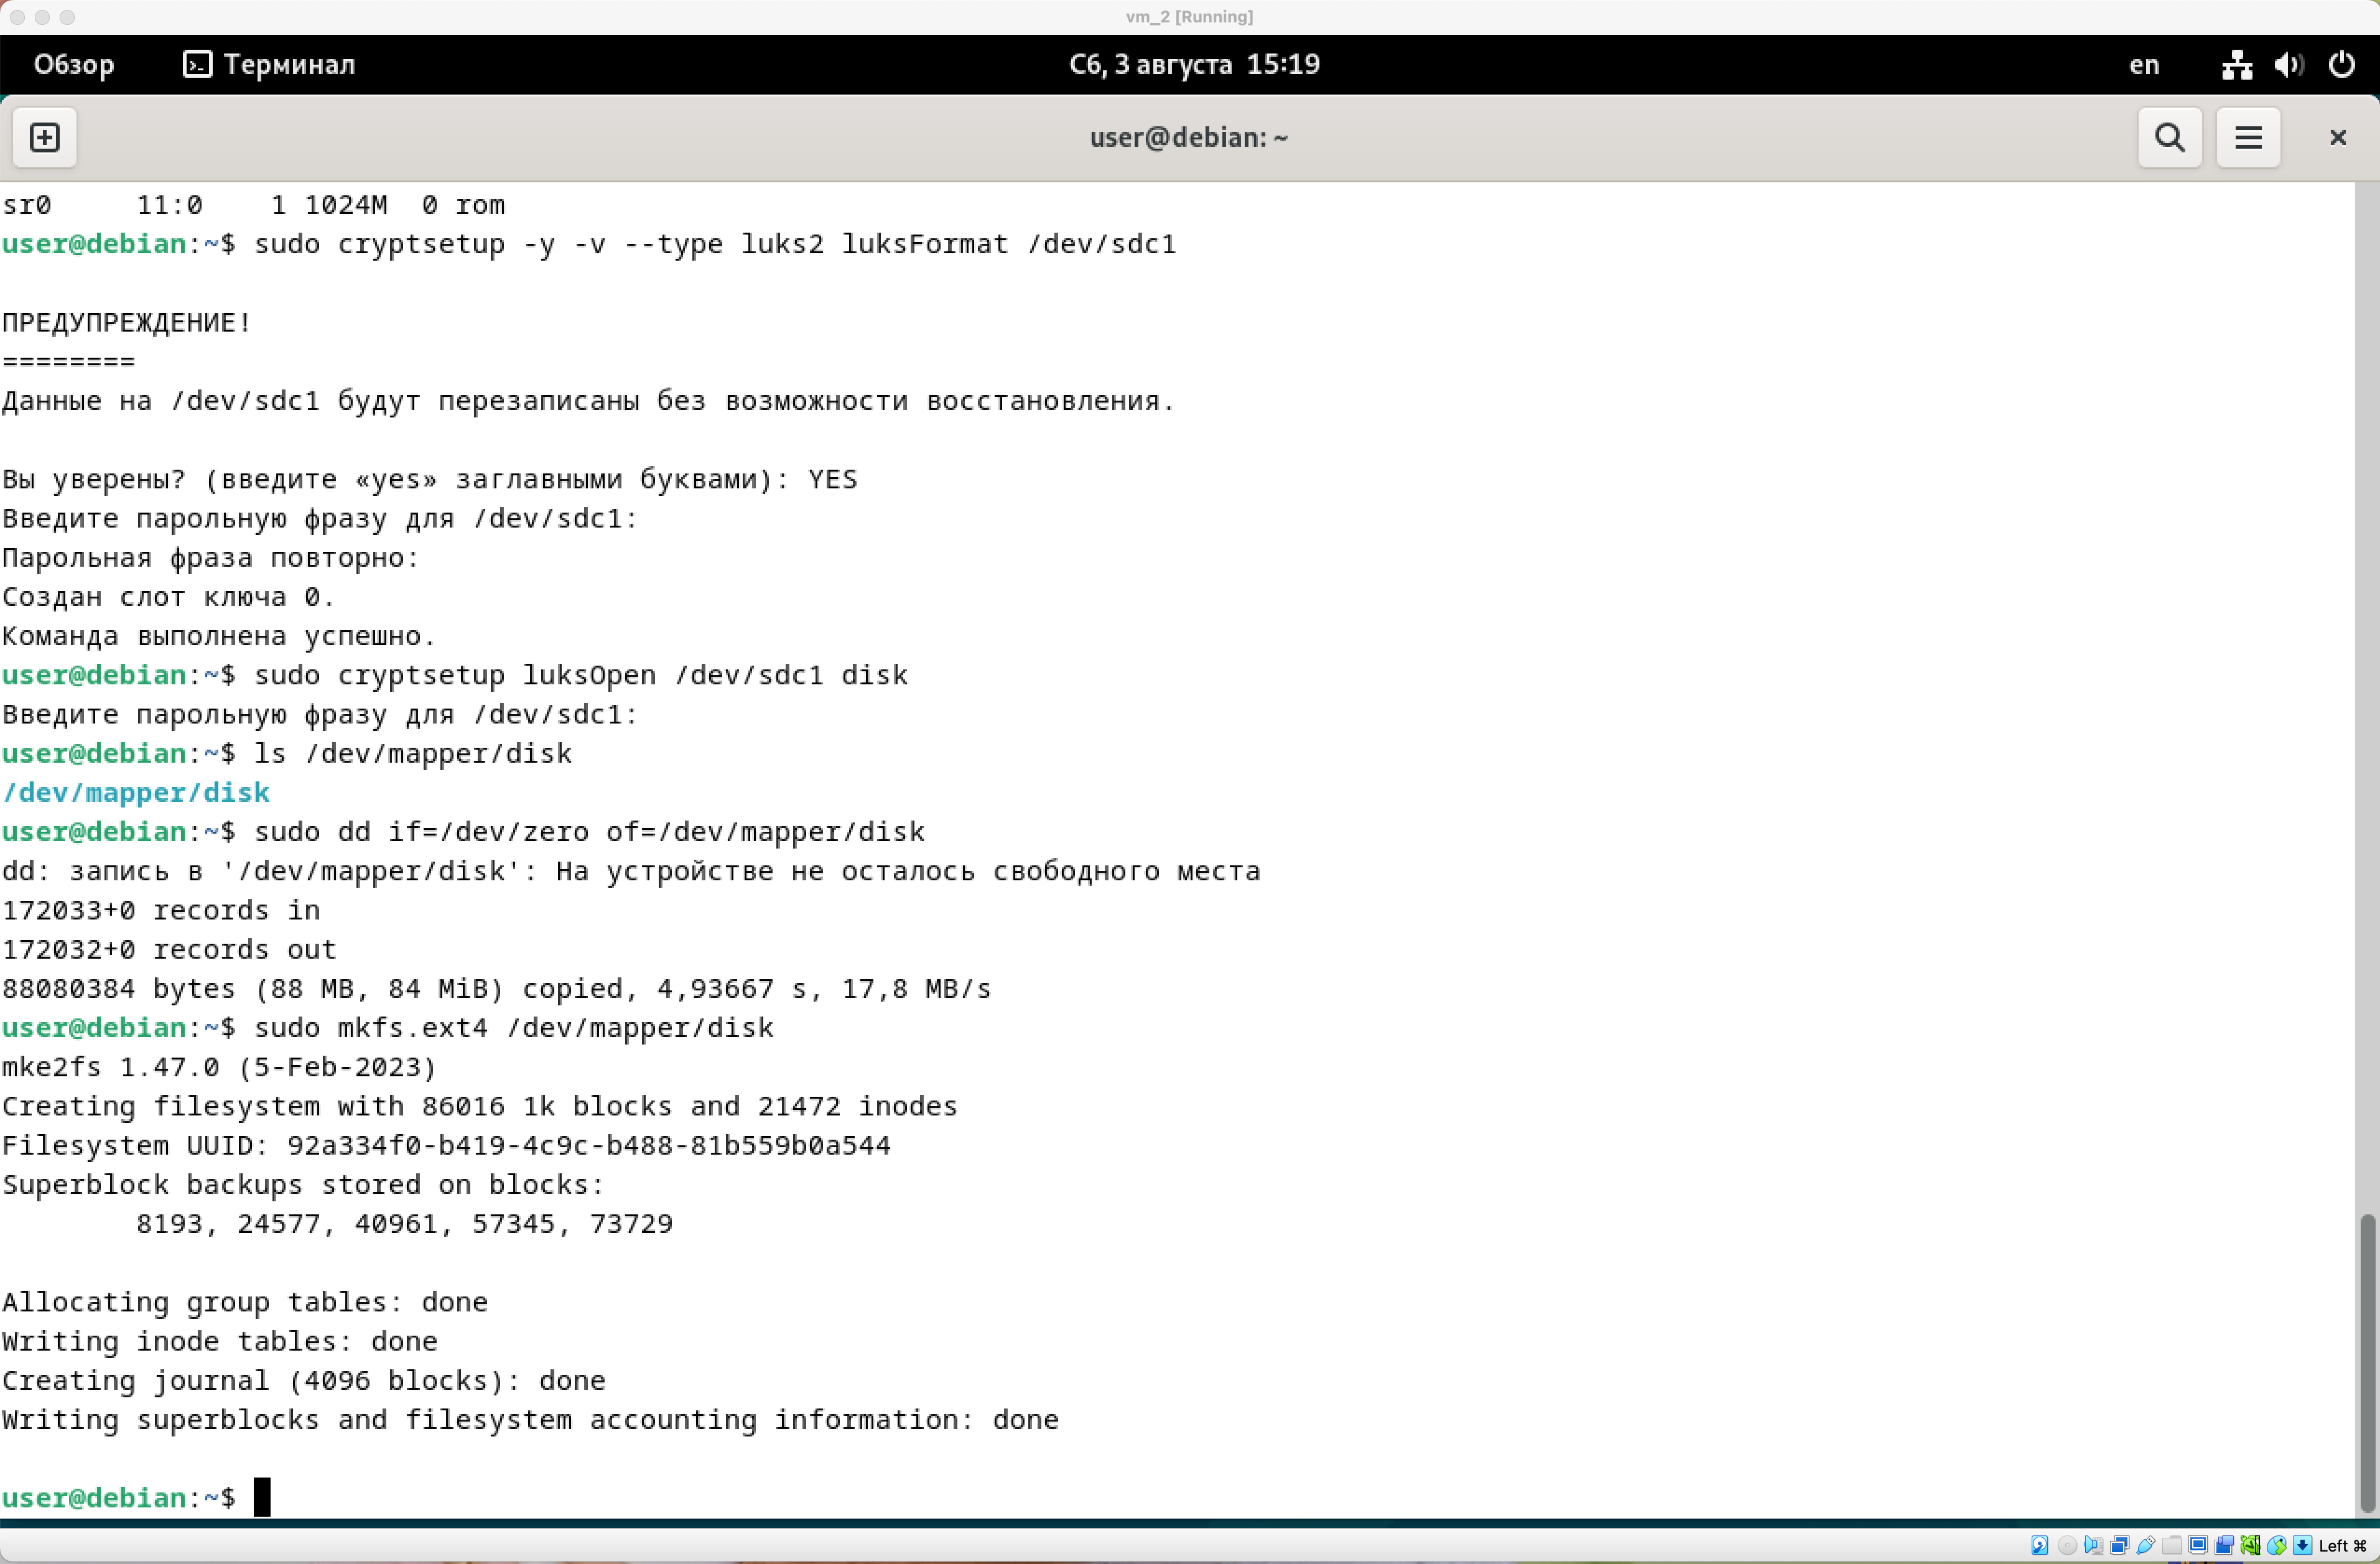 vm_2 [Running]
Обзор Терминал Сб, 3 августа 15:19 en
user@debian: ~
sr0 11:0 1 1024M 0 rom
user@debian:~$ sudo cryptsetup -y -v --type luks2 luksFormat /dev/sdc1
ПРЕДУПРЕЖДЕНИЕ!
========
Данные на /dev/sdc1 будут перезаписаны без возможности восстановления.
Вы уверены? (введите «yes» заглавными буквами): YES
Введите парольную фразу для /dev/sdc1:
Парольная фраза повторно:
Создан слот ключа 0.
Команда выполнена успешно.
user@debian:~$ sudo cryptsetup luksOpen /dev/sdc1 disk
Введите парольную фразу для /dev/sdc1:
user@debian:~$ ls /dev/mapper/disk
/dev/mapper/disk
user@debian:~$ sudo dd if=/dev/zero of=/dev/mapper/disk
dd: запись в '/dev/mapper/disk': На устройстве не осталось свободного места
172033+0 records in
172032+0 records out
88080384 bytes (88 MB, 84 MiB) copied, 4,93667 s, 17,8 MB/s
user@debian:~$ sudo mkfs.ext4 /dev/mapper/disk
mke2fs 1.47.0 (5-Feb-2023)
Creating filesystem with 86016 1k blocks and 21472 inodes
Filesystem UUID: 92a334f0-b419-4c9c-b488-81b559b0a544
Superblock backups stored on blocks:
8193, 24577, 40961, 57345, 73729
Allocating group tables: done
Writing inode tables: done
Creating journal (4096 blocks): done
Writing superblocks and filesystem accounting information: done
user@debian:~$
Left ⌘